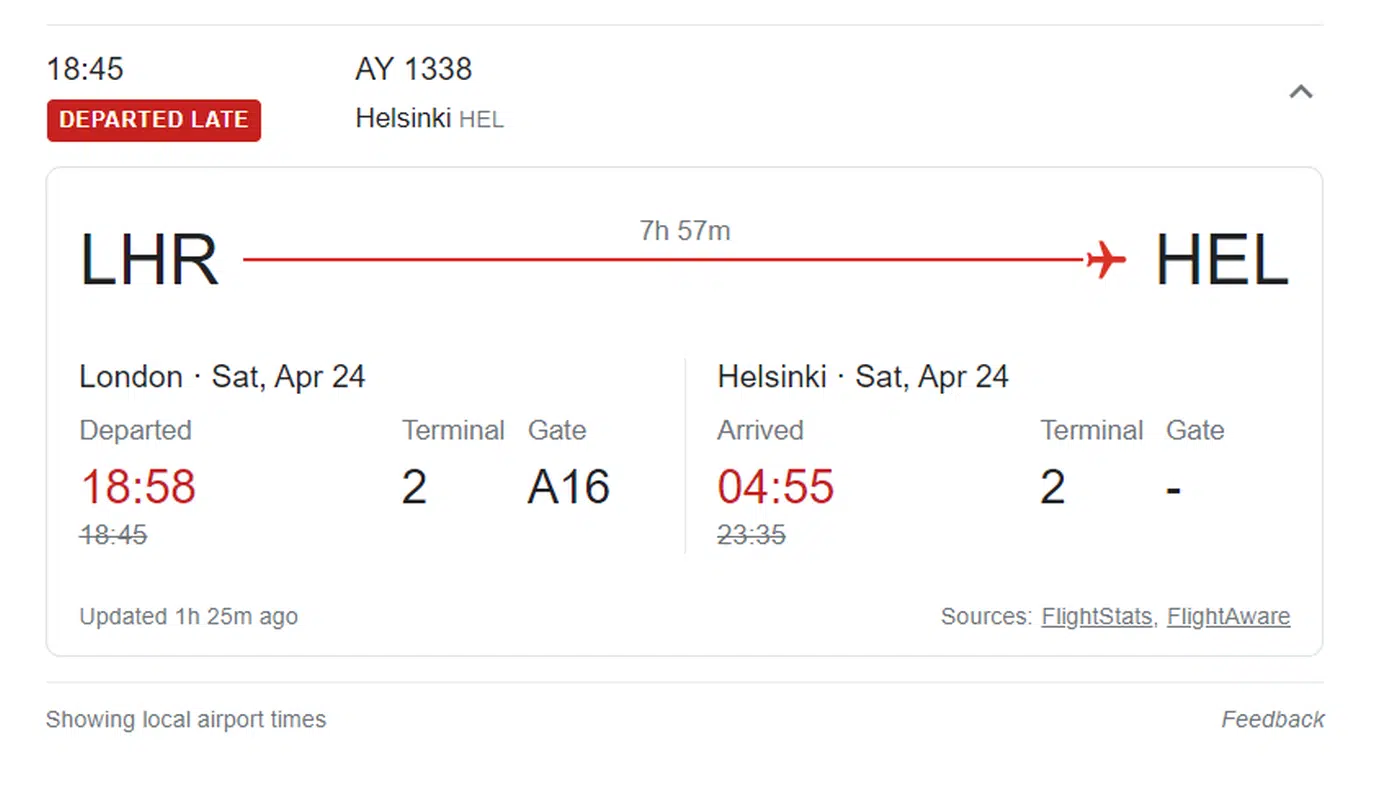 18:45 AY 1338
DEPARTED LATE Helsinki HEL
7h 57m
LHR HEL
London · Sat, Apr 24 Helsinki · Sat, Apr 24
Departed Terminal Gate Arrived Terminal Gate
18:58 2 A16 04:55 2 -
18:45 23:35
Updated 1h 25m ago Sources: FlightStats, FlightAware
Showing local airport times Feedback